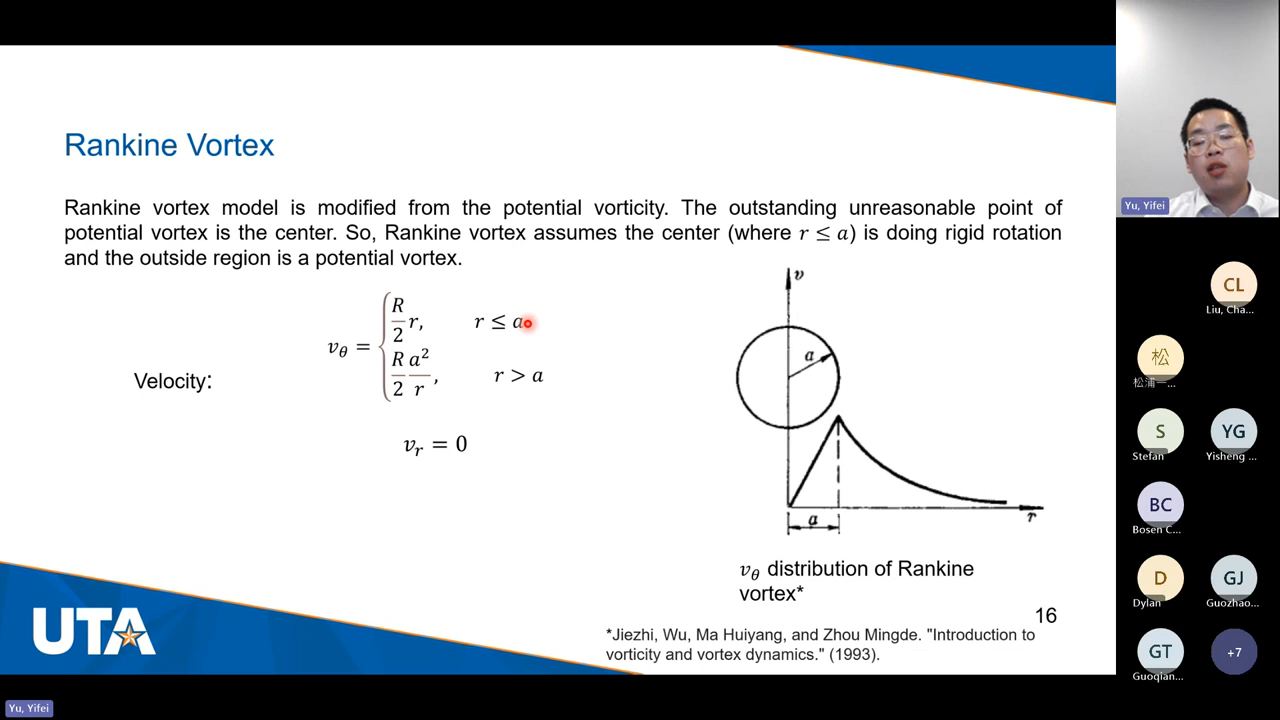 Rankine Vortex
Rankine vortex model is modified from the potential vorticity. The outstanding unreasonable point of
potential vortex is the center. So, Rankine vortex assumes the center (where r ≤ a) is doing rigid rotation
and the outside region is a potential vortex.
Velocity:
v_θ = { R/2 r, r ≤ a
R/2 a²/r, r > a
v_r = 0
v
a
a
r
v_θ distribution of Rankine
vortex*
16
*Jiezhi, Wu, Ma Huiyang, and Zhou Mingde. "Introduction to
vorticity and vortex dynamics." (1993).
UTA
Yu, Yifei
Yu, Yifei
CL
Liu, Cha...
松
松浦一...
S
Stefan
YG
Yisheng ...
BC
Bosen C...
D
Dylan
GJ
Guozhao...
GT
Guoqian...
+7